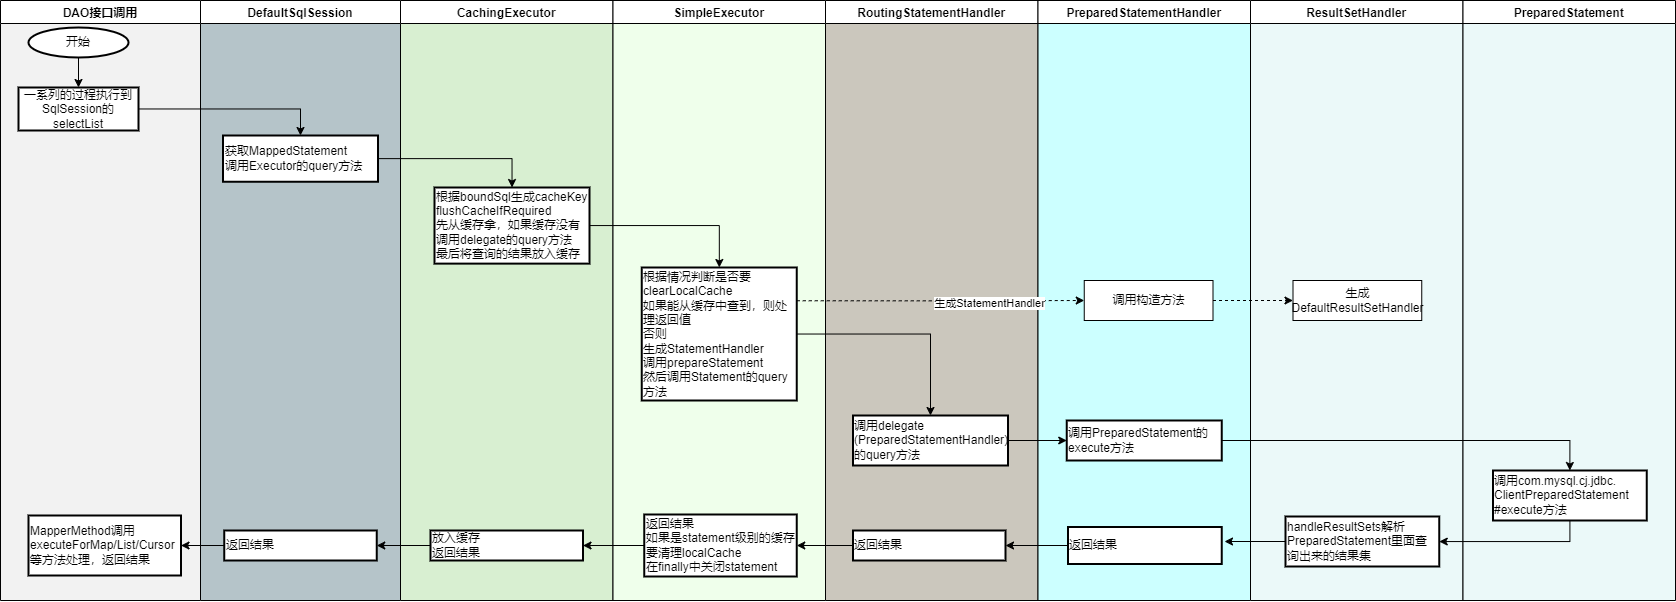 DAO接口调用
DefaultSqlSession
CachingExecutor
SimpleExecutor
RoutingStatementHandler
PreparedStatementHandler
ResultSetHandler
PreparedStatement
开始
一系列的过程执行到
SqlSession的
selectList
获取MappedStatement
调用Executor的query方法
根据boundSql生成cacheKey
flushCacheIfRequired
先从缓存拿，如果缓存没有
调用delegate的query方法
最后将查询的结果放入缓存
根据情况判断是否要
clearLocalCache
如果能从缓存中查到，则处
理返回值
否则
生成StatementHandler
调用prepareStatement
然后调用Statement的query
方法
生成StatementHandler
调用构造方法
生成
DefaultResultSetHandler
调用delegate
(PreparedStatementHandler)
的query方法
调用PreparedStatement的
execute方法
调用com.mysql.cj.jdbc.
ClientPreparedStatement
#execute方法
MapperMethod调用
executeForMap/List/Cursor
等方法处理，返回结果
返回结果
放入缓存
返回结果
返回结果
如果是statement级别的缓存
要清理localCache
在finally中关闭statement
返回结果
返回结果
handleResultSets解析
PreparedStatement里面查
询出来的结果集